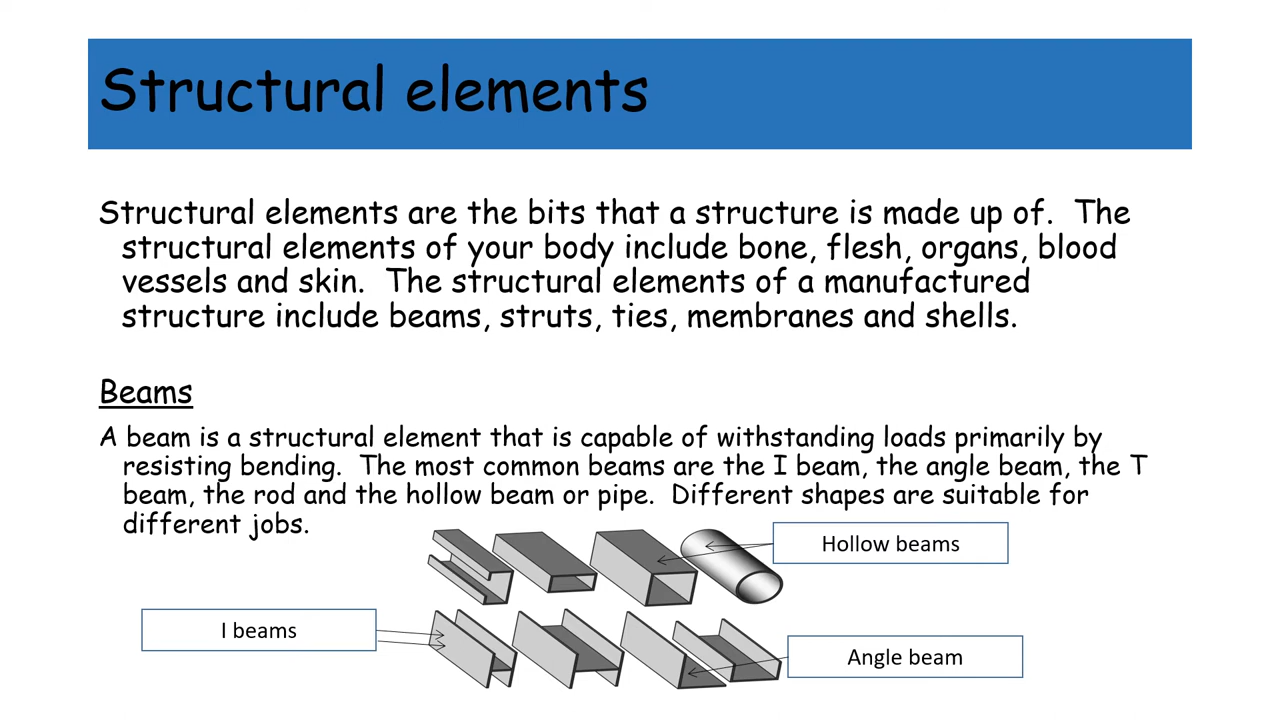 Structural elements
Structural elements are the bits that a structure is made up of.  The
structural elements of your body include bone, flesh, organs, blood
vessels and skin.  The structural elements of a manufactured
structure include beams, struts, ties, membranes and shells.
Beams
A beam is a structural element that is capable of withstanding loads primarily by
resisting bending.  The most common beams are the I beam, the angle beam, the T
beam, the rod and the hollow beam or pipe.  Different shapes are suitable for
different jobs.
Hollow beams
I beams
Angle beam